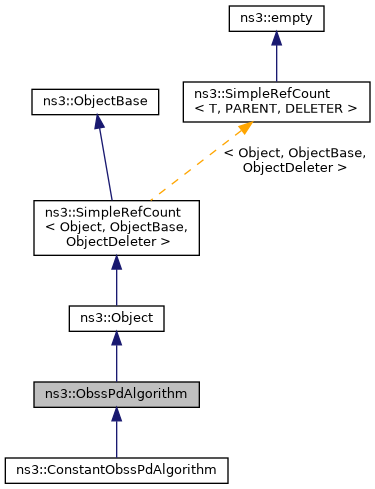 ns3::empty
ns3::ObjectBase
ns3::SimpleRefCount
< T, PARENT, DELETER >
< Object, ObjectBase,
ObjectDeleter >
ns3::SimpleRefCount
< Object, ObjectBase,
ObjectDeleter >
ns3::Object
ns3::ObssPdAlgorithm
ns3::ConstantObssPdAlgorithm